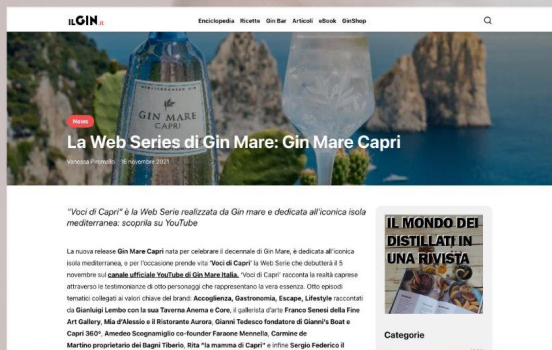 ILGIN.it
Enciclopedia Ricette Gin Bar Articoli eBook GinShop
GIN MARE
CAPRI
News
La Web Series di Gin Mare: Gin Mare Capri
Vanessa Piromallo 16 novembre 2021
"Voci di Capri" è la Web Serie realizzata da Gin mare e dedicata all'iconica isola
mediterranea: scoprila su YouTube
La nuova release Gin Mare Capri nata per celebrare il decennale di Gin Mare, è dedicata all'iconica
isola mediterranea, e per l'occasione prende vita 'Voci di Capri' la Web Serie che debutterà il 5
novembre sul canale ufficiale YouTube di Gin Mare Italia. 'Voci di Capri' racconta la realtà caprese
attraverso le testimonianze di otto personaggi che rappresentano la vera essenza. Otto episodi
tematici collegati ai valori chiave del brand: Accoglienza, Gastronomia, Escape, Lifestyle raccontati
da Gianluigi Lembo con la sua Taverna Anema e Core, il gallerista d'arte Franco Senesi della Fine
Art Gallery, Mia d'Alessio e il Ristorante Aurora, Gianni Tedesco fondatore di Gianni's Boat e
Capri 360º, Amedeo Scognamiglio co-founder Faraone Mennella, Carmine de
Martino proprietario dei Bagni Tiberio, Rita "la mamma di Capri" e infine Sergio Federico il
IL MONDO DEI
DISTILLATI IN
UNA RIVISTA
Categorie